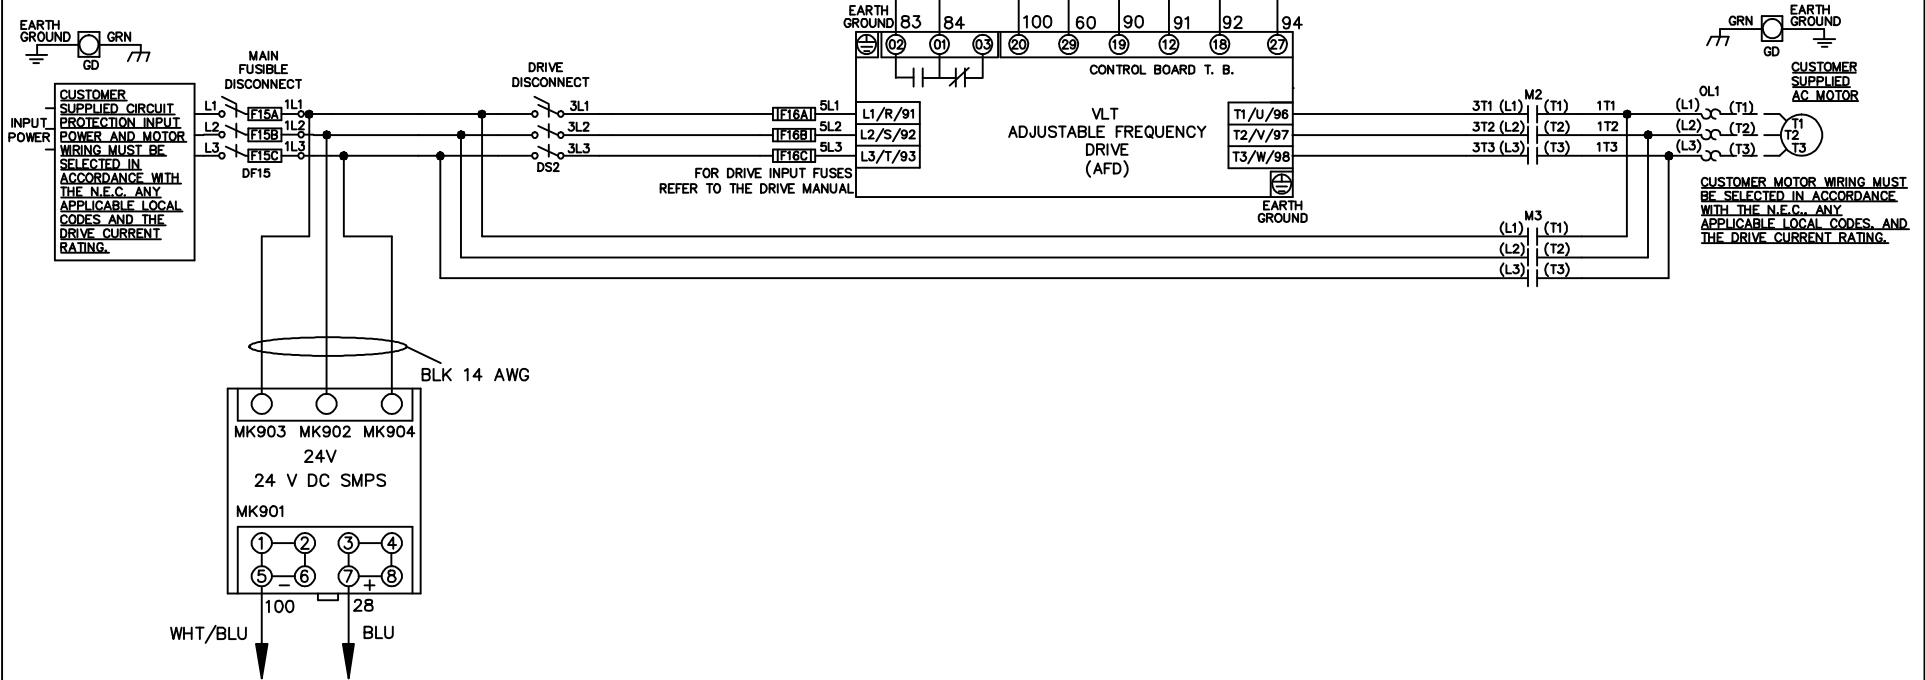 EARTH
GROUND
GRN
GD
MAIN
FUSIBLE
DISCONNECT
DRIVE
DISCONNECT
INPUT
POWER
CUSTOMER
SUPPLIED CIRCUIT
PROTECTION INPUT
POWER AND MOTOR
WIRING MUST BE
SELECTED IN
ACCORDANCE WITH
THE N.E.C. ANY
APPLICABLE LOCAL
CODES AND THE
DRIVE CURRENT
RATING.
L1 F15A 1L1
L2 F15B 1L2
L3 F15C 1L3
DF15
3L1
3L2
3L3
DS2
F16A 5L1
F16B 5L2
F16C 5L3
FOR DRIVE INPUT FUSES
REFER TO THE DRIVE MANUAL
EARTH
GROUND
83 84 100 60 90 91 92 94
02 01 03 20 29 19 12 18 27
CONTROL BOARD T. B.
L1/R/91
L2/S/92
L3/T/93
VLT
ADJUSTABLE FREQUENCY
DRIVE
(AFD)
T1/U/96
T2/V/97
T3/W/98
EARTH
GROUND
M2
3T1 (L1) (T1) 1T1
3T2 (L2) (T2) 1T2
3T3 (L3) (T3) 1T3
M3
(L1) (T1)
(L2) (T2)
(L3) (T3)
OL1
(L1) (T1)
(L2) (T2)
(L3) (T3)
T1
T2
T3
GRN
GD
EARTH
GROUND
CUSTOMER
SUPPLIED
AC MOTOR
CUSTOMER MOTOR WIRING MUST
BE SELECTED IN ACCORDANCE
WITH THE N.E.C., ANY
APPLICABLE LOCAL CODES, AND
THE DRIVE CURRENT RATING.
BLK 14 AWG
MK903 MK902 MK904
24V
24 V DC SMPS
MK901
1 2 3 4
5 – 6 7 + 8
100 28
WHT/BLU BLU